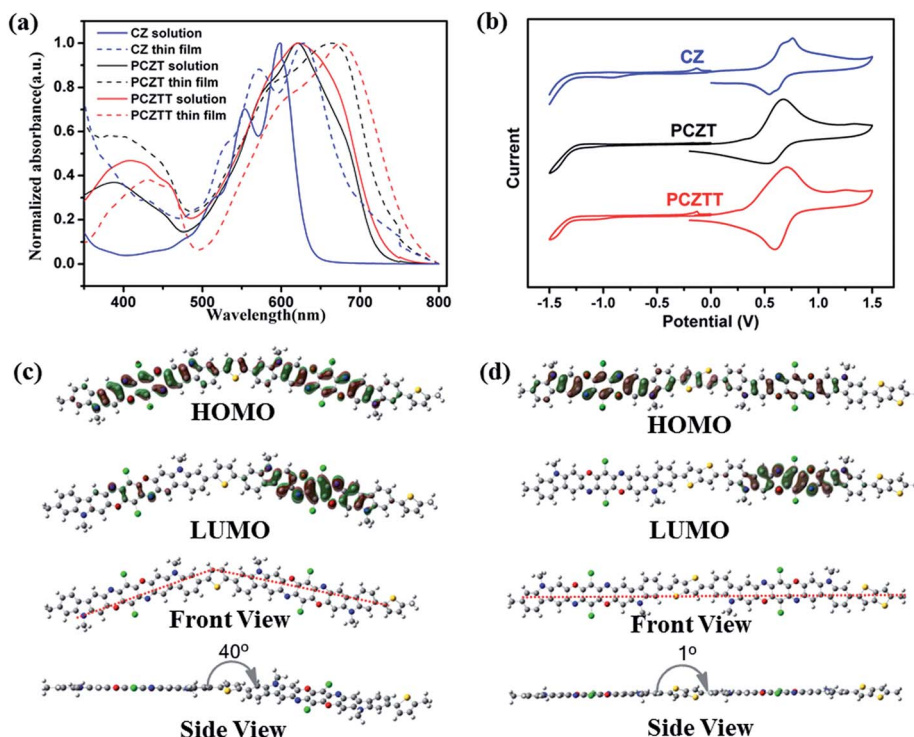 (a)
Normalized absorbance(a.u.)
1.0
0.8
0.6
0.4
0.2
0.0
CZ solution
CZ thin film
PCZT solution
PCZT thin film
PCZTT solution
PCZTT thin film
400 500 600 700 800
Wavelength(nm)
(b)
Current
CZ
PCZT
PCZTT
-1.5 -1.0 -0.5 0.0 0.5 1.0 1.5
Potential (V)
(c)
HOMO
LUMO
Front View
40º
Side View
(d)
HOMO
LUMO
Front View
1º
Side View